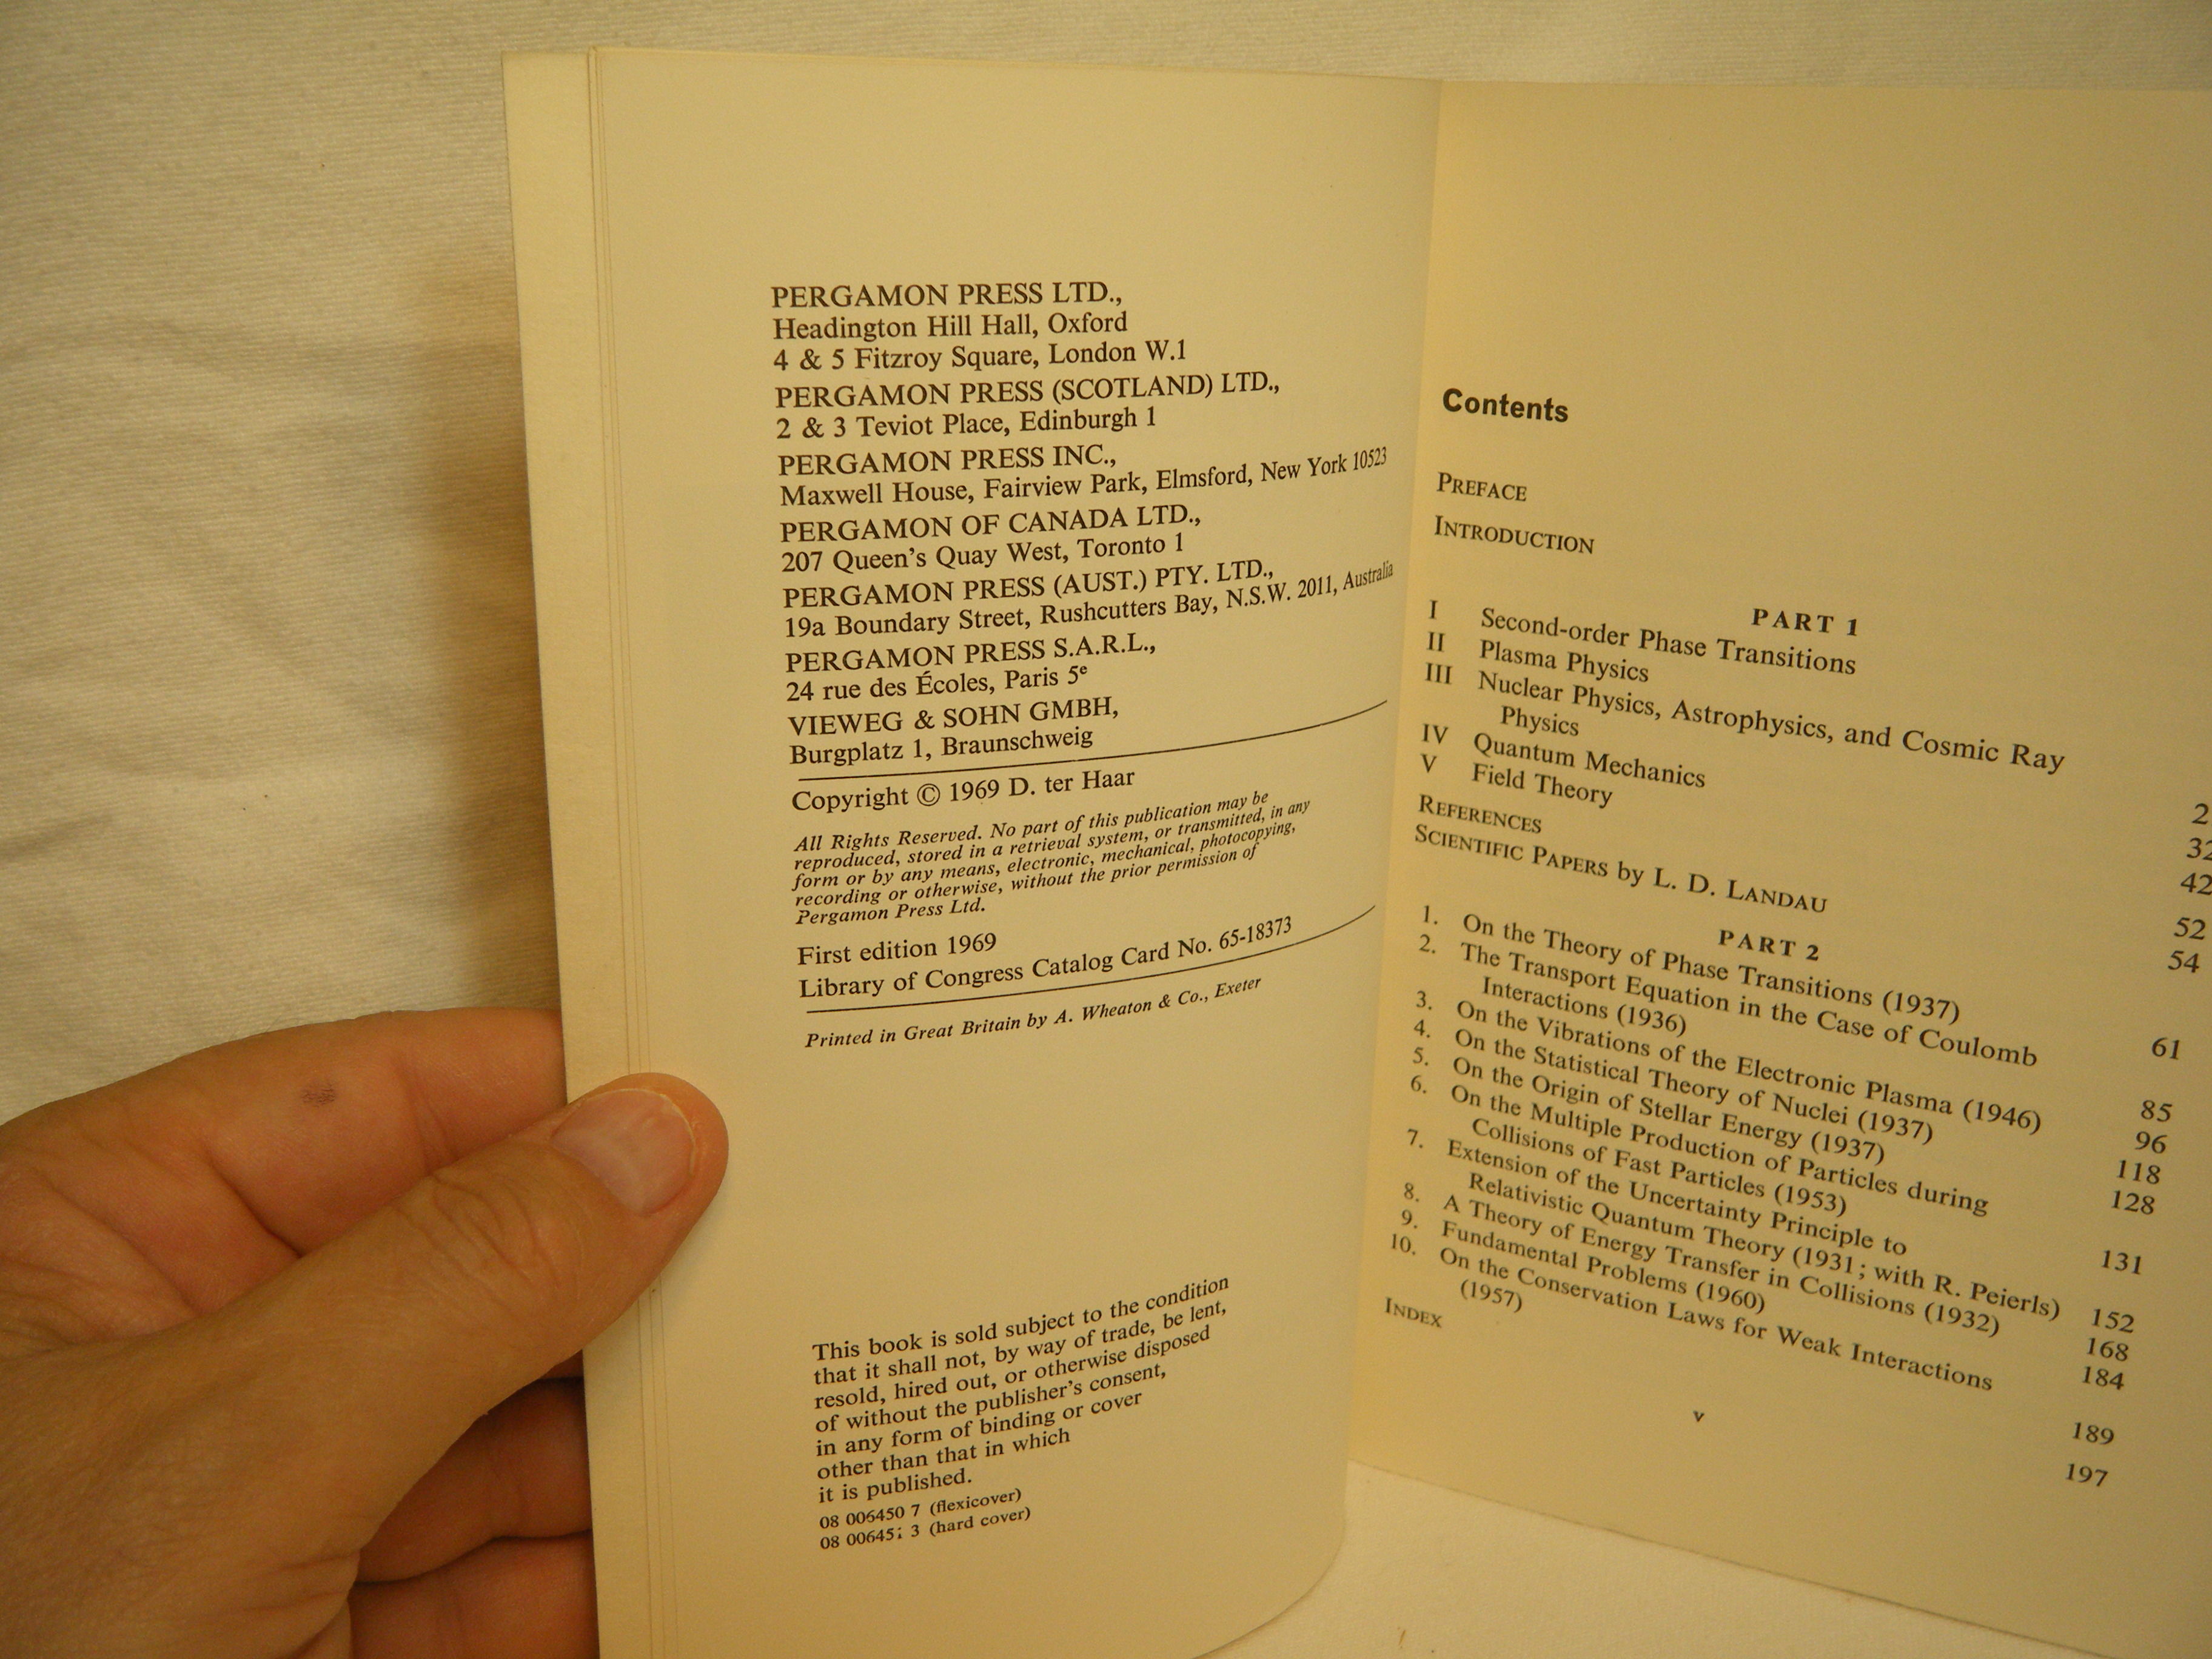 PERGAMON PRESS LTD.,
Headington Hill Hall, Oxford
4 & 5 Fitzroy Square, London W.1
PERGAMON PRESS (SCOTLAND) LTD.,
2 & 3 Teviot Place, Edinburgh 1
PERGAMON PRESS INC.,
Maxwell House, Fairview Park, Elmsford, New York 10523
PERGAMON OF CANADA LTD.,
207 Queen's Quay West, Toronto 1
PERGAMON PRESS (AUST.) PTY. LTD.,
19a Boundary Street, Rushcutters Bay, N.S.W. 2011, Australia
PERGAMON PRESS S.A.R.L.,
24 rue des Écoles, Paris 5e
VIEWEG & SOHN GMBH,
Burgplatz 1, Braunschweig
Copyright © 1969 D. ter Haar
All Rights Reserved. No part of this publication may be
reproduced, stored in a retrieval system, or transmitted, in any
form or by any means, electronic, mechanical, photocopying,
recording or otherwise, without the prior permission of
Pergamon Press Ltd.
First edition 1969
Library of Congress Catalog Card No. 65-18373
Printed in Great Britain by A. Wheaton & Co., Exeter
This book is sold subject to the condition
that it shall not, by way of trade, be lent,
resold, hired out, or otherwise disposed
of without the publisher's consent,
in any form of binding or cover
other than that in which
it is published.
08 006450 7 (flexicover)
08 00645 3 (hard cover)
Contents
PREFACE
INTRODUCTION
PART 1
I Second-order Phase Transitions
II Plasma Physics
III Nuclear Physics, Astrophysics, and Cosmic Ray
Physics
IV Quantum Mechanics 32
V Field Theory 42
REFERENCES 52
SCIENTIFIC PAPERS by L. D. LANDAU 54
PART 2
1. On the Theory of Phase Transitions (1937) 61
2. The Transport Equation in the Case of Coulomb
Interactions (1936) 85
3. On the Vibrations of the Electronic Plasma (1946) 96
4. On the Statistical Theory of Nuclei (1937) 118
5. On the Origin of Stellar Energy (1937) 128
6. On the Multiple Production of Particles during
Collisions of Fast Particles (1953) 131
7. Extension of the Uncertainty Principle to
Relativistic Quantum Theory (1931; with R. Peierls) 152
8. A Theory of Energy Transfer in Collisions (1932) 168
9. Fundamental Problems (1960) 184
10. On the Conservation Laws for Weak Interactions
(1957) 189
INDEX 197
v